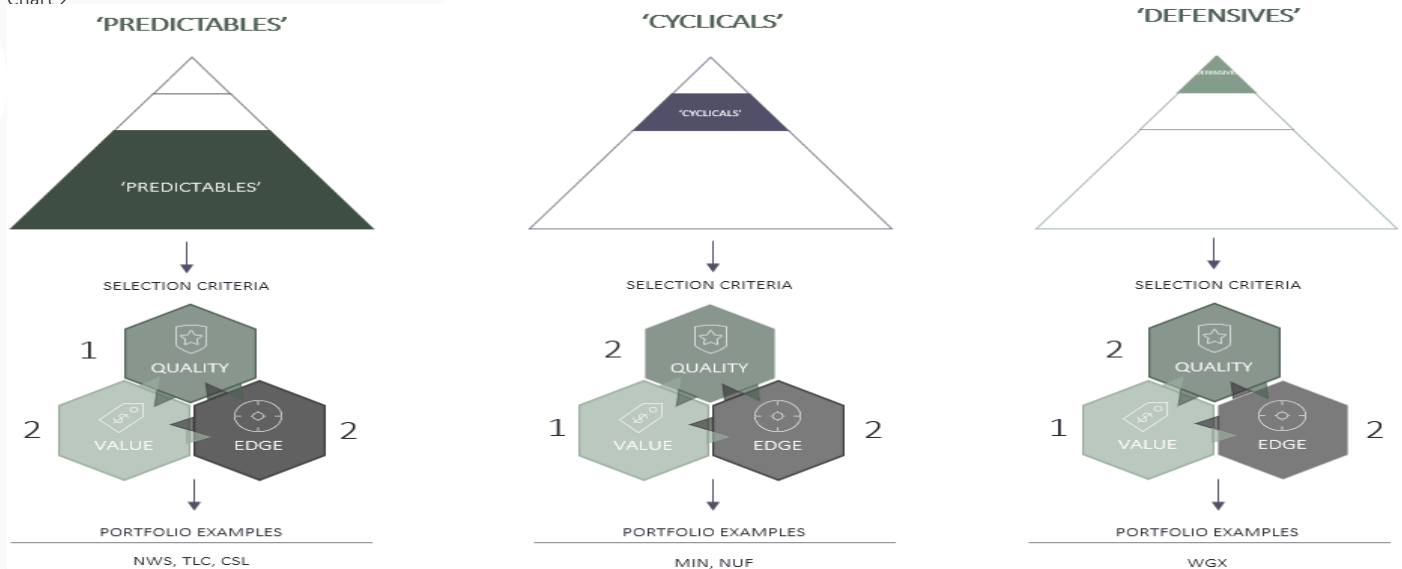 Chart 2
‘PREDICTABLES’
‘PREDICTABLES’
SELECTION CRITERIA
1
QUALITY
2
VALUE
EDGE
2
PORTFOLIO EXAMPLES
NWS, TLC, CSL
‘CYCLICALS’
‘CYCLICALS’
SELECTION CRITERIA
2
QUALITY
1
VALUE
EDGE
2
PORTFOLIO EXAMPLES
MIN, NUF
‘DEFENSIVES’
SELECTION CRITERIA
2
QUALITY
1
VALUE
EDGE
2
PORTFOLIO EXAMPLES
WGX